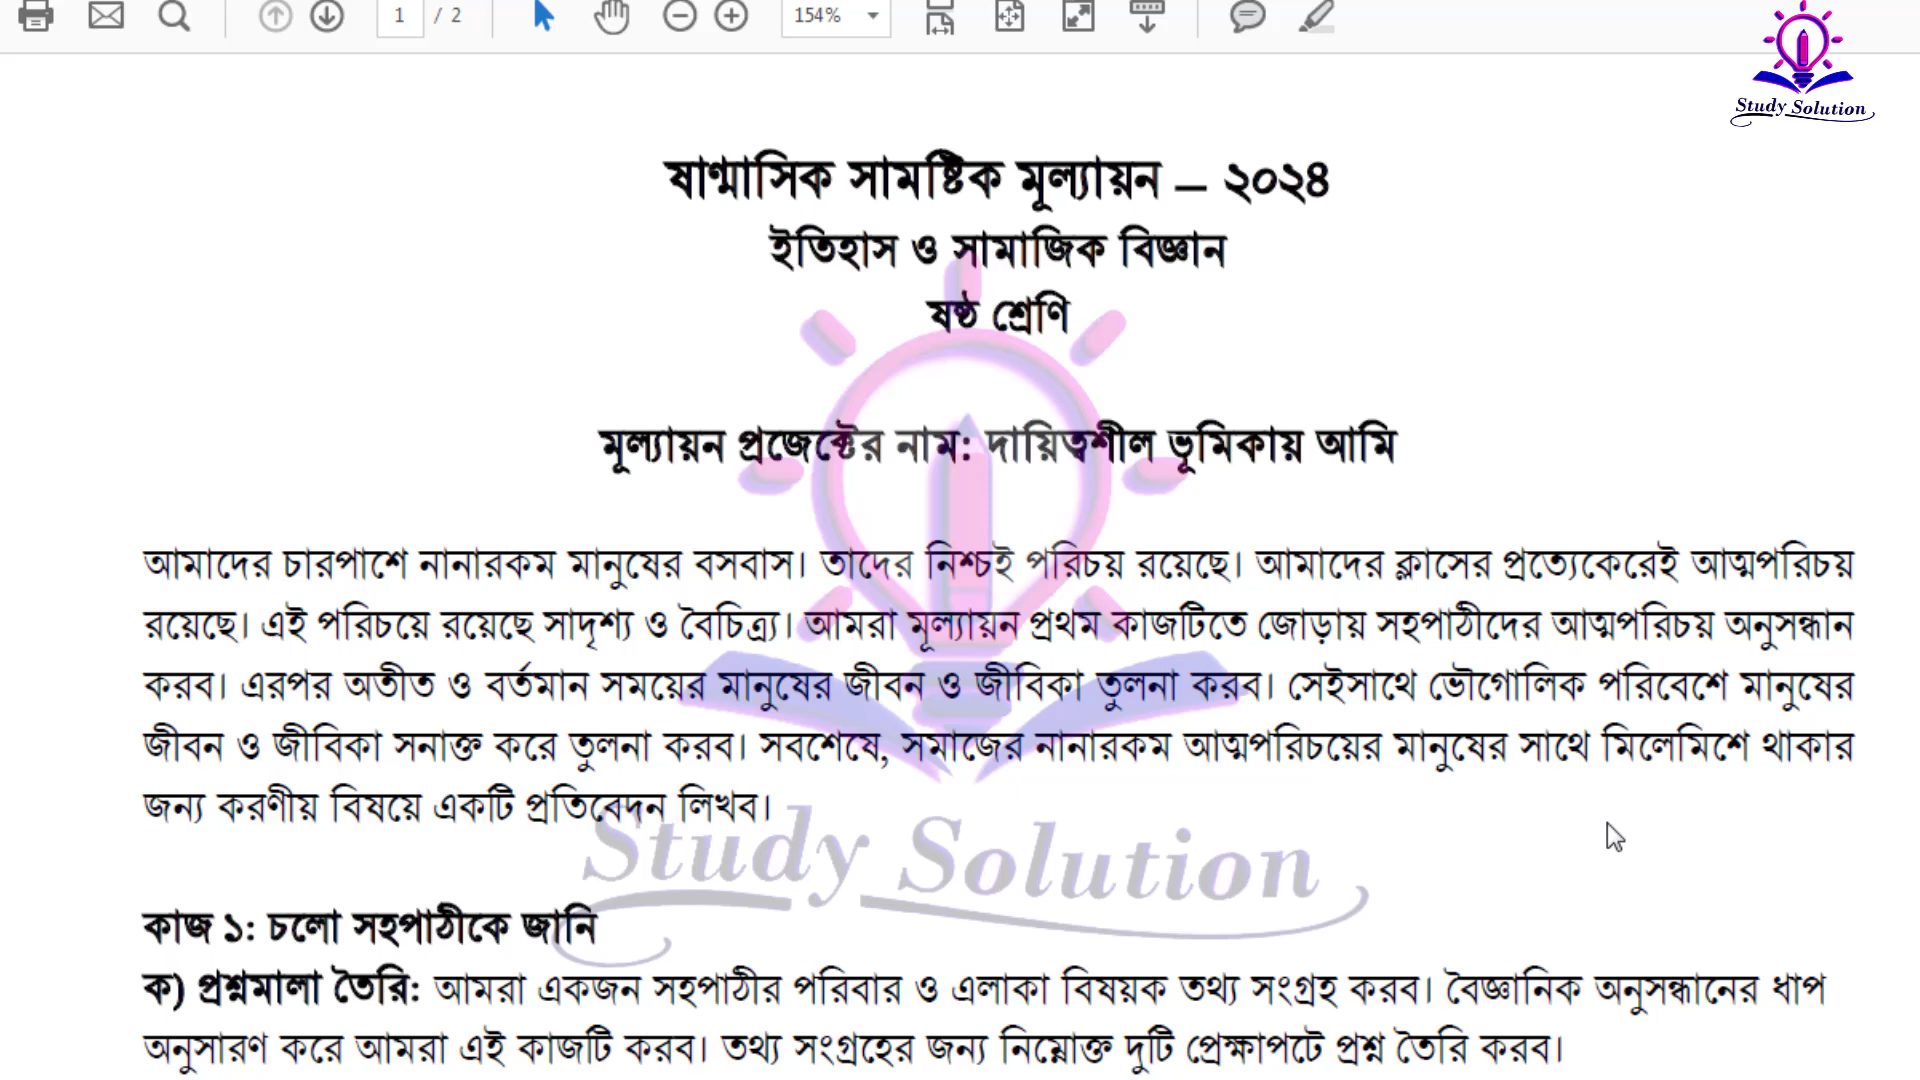 1 / 2 154%
Study Solution
ষাণ্মাসিক সামষ্টিক মূল্যায়ন – ২০২৪
ইতিহাস ও সামাজিক বিজ্ঞান
ষষ্ঠ শ্রেণি
মূল্যায়ন প্রজেক্টের নাম: দায়িত্বশীল ভূমিকায় আমি
আমাদের চারপাশে নানারকম মানুষের বসবাস। তাদের নিশ্চই পরিচয় রয়েছে। আমাদের ক্লাসের প্রত্যেকেরেই আত্মপরিচয়
রয়েছে। এই পরিচয়ে রয়েছে সাদৃশ্য ও বৈচিত্র্য। আমরা মূল্যায়ন প্রথম কাজটিতে জোড়ায় সহপাঠীদের আত্মপরিচয় অনুসন্ধান
করব। এরপর অতীত ও বর্তমান সময়ের মানুষের জীবন ও জীবিকা তুলনা করব। সেইসাথে ভৌগোলিক পরিবেশে মানুষের
জীবন ও জীবিকা সনাক্ত করে তুলনা করব। সবশেষে, সমাজের নানারকম আত্মপরিচয়ের মানুষের সাথে মিলেমিশে থাকার
জন্য করণীয় বিষয়ে একটি প্রতিবেদন লিখব।
Study Solution
কাজ ১: চলো সহপাঠীকে জানি
ক) প্রশ্নমালা তৈরি: আমরা একজন সহপাঠীর পরিবার ও এলাকা বিষয়ক তথ্য সংগ্রহ করব। বৈজ্ঞানিক অনুসন্ধানের ধাপ
অনুসারণ করে আমরা এই কাজটি করব। তথ্য সংগ্রহের জন্য নিম্নোক্ত দুটি প্রেক্ষাপটে প্রশ্ন তৈরি করব।